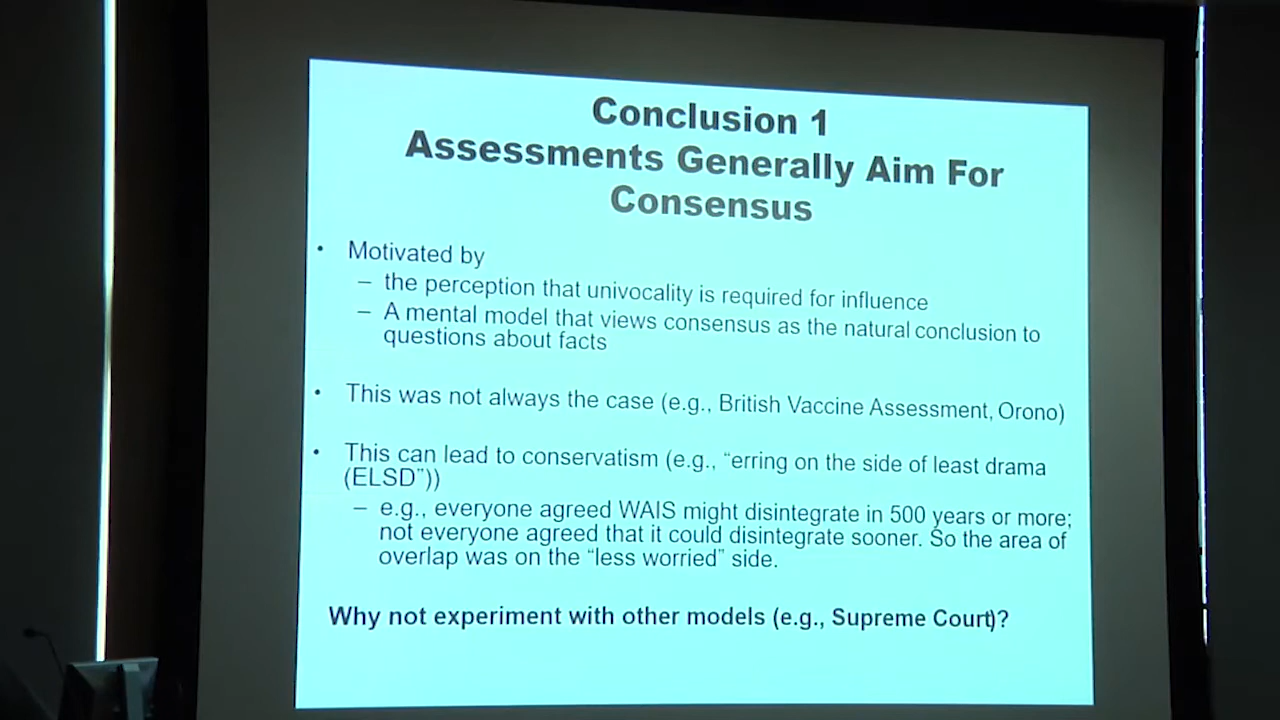 Conclusion 1
Assessments Generally Aim For
Consensus
• Motivated by
– the perception that univocality is required for influence
– A mental model that views consensus as the natural conclusion to
questions about facts
• This was not always the case (e.g., British Vaccine Assessment, Orono)
• This can lead to conservatism (e.g., “erring on the side of least drama
(ELSD”))
– e.g., everyone agreed WAIS might disintegrate in 500 years or more;
not everyone agreed that it could disintegrate sooner. So the area of
overlap was on the “less worried” side.
Why not experiment with other models (e.g., Supreme Court)?